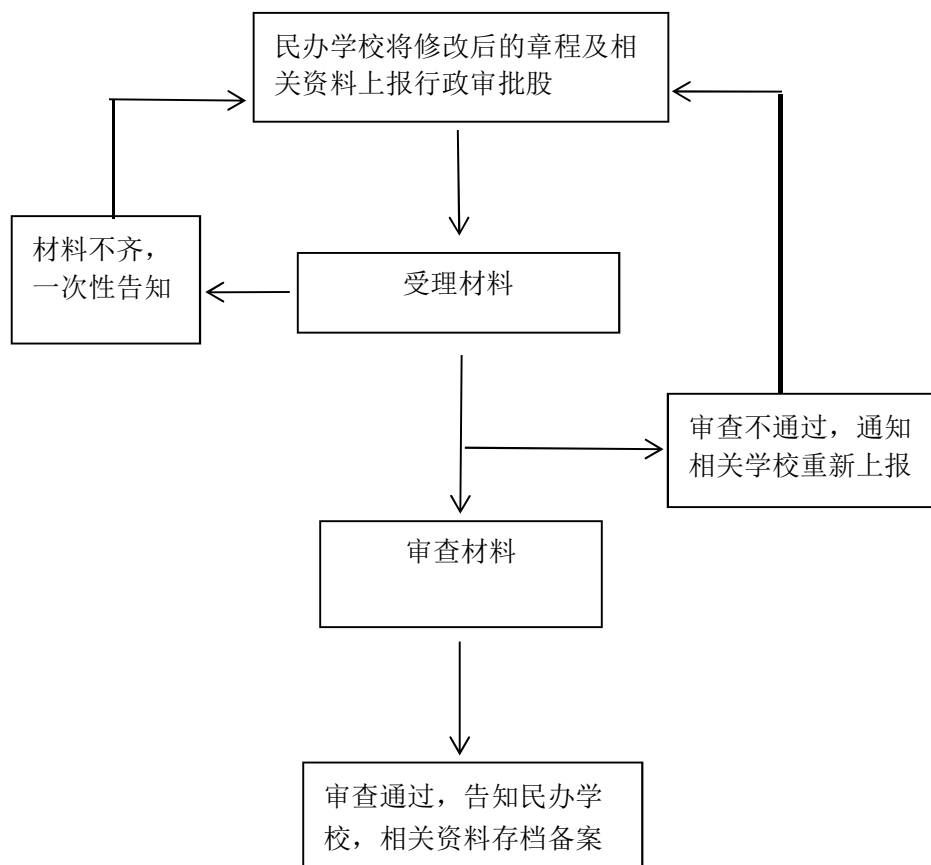 民办学校将修改后的章程及相
关资料上报行政审批股
材料不齐，
一次性告知
受理材料
审查不通过，通知
相关学校重新上报
审查材料
审查通过，告知民办学
校，相关资料存档备案